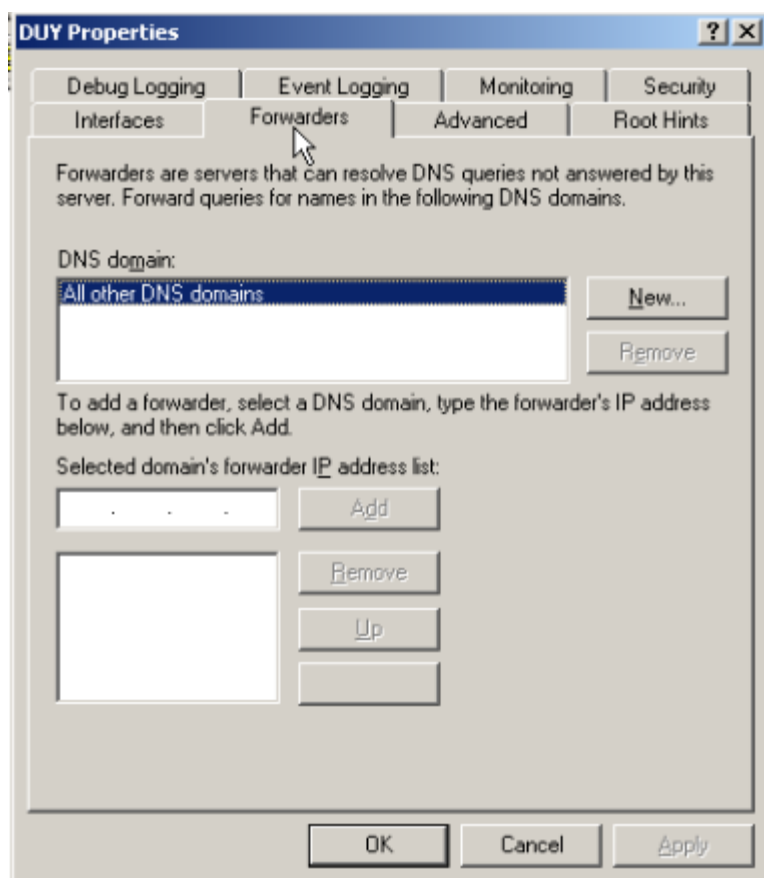 DUY Properties
Debug Logging
Event Logging
Monitoring
Security
Interfaces
Forwarders
Advanced
Root Hints
Forwarders are servers that can resolve DNS queries not answered by this
server. Forward queries for names in the following DNS domains.
DNS domain:
All other DNS domains
New...
Remove
To add a forwarder, select a DNS domain, type the forwarder's IP address
below, and then click Add.
Selected domain's forwarder IP address list:
. . .
Add
Remove
Up
OK
Cancel
Apply